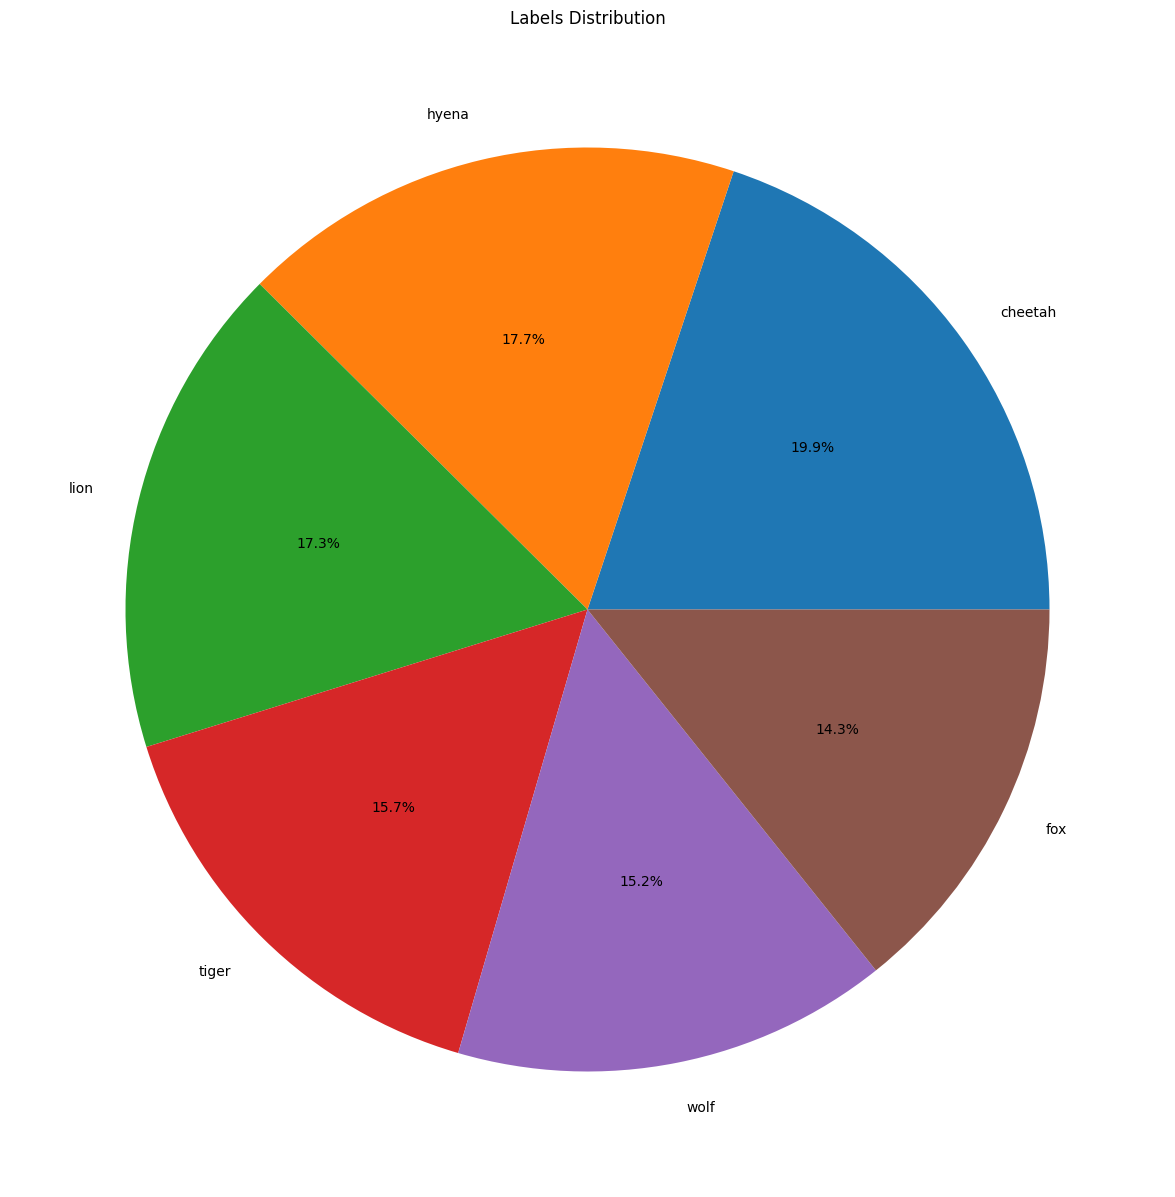 Labels Distribution
hyena
cheetah
17.7%
19.9%
lion
17.3%
14.3%
15.7%
fox
15.2%
tiger
wolf